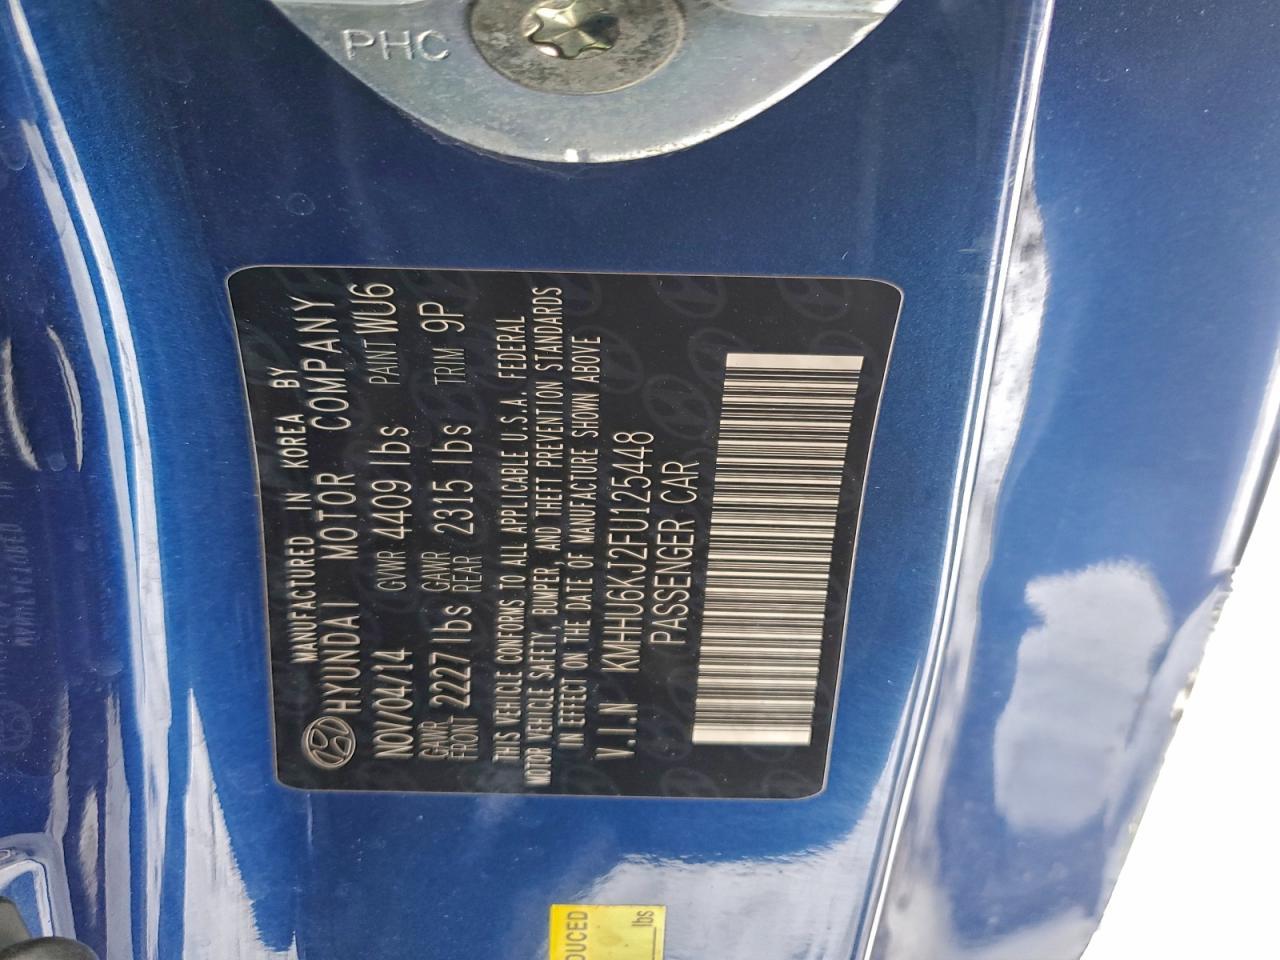 PHC
MANUFACTURED IN KOREA BY
HYUNDAI MOTOR COMPANY
NOV/04/14 GVWR 4409 lbs PAINT WU6
GAWR FRONT 2227 lbs GAWR REAR 2315 lbs TRIM 9P
THIS VEHICLE CONFORMS TO ALL APPLICABLE U.S.A. FEDERAL
MOTOR VEHICLE SAFETY, BUMPER, AND THEFT PREVENTION STANDARDS
IN EFFECT ON THE DATE OF MANUFACTURE SHOWN ABOVE
V.I.N KMHHU6KJ2FU125448
PASSENGER CAR
DUCED
lbs